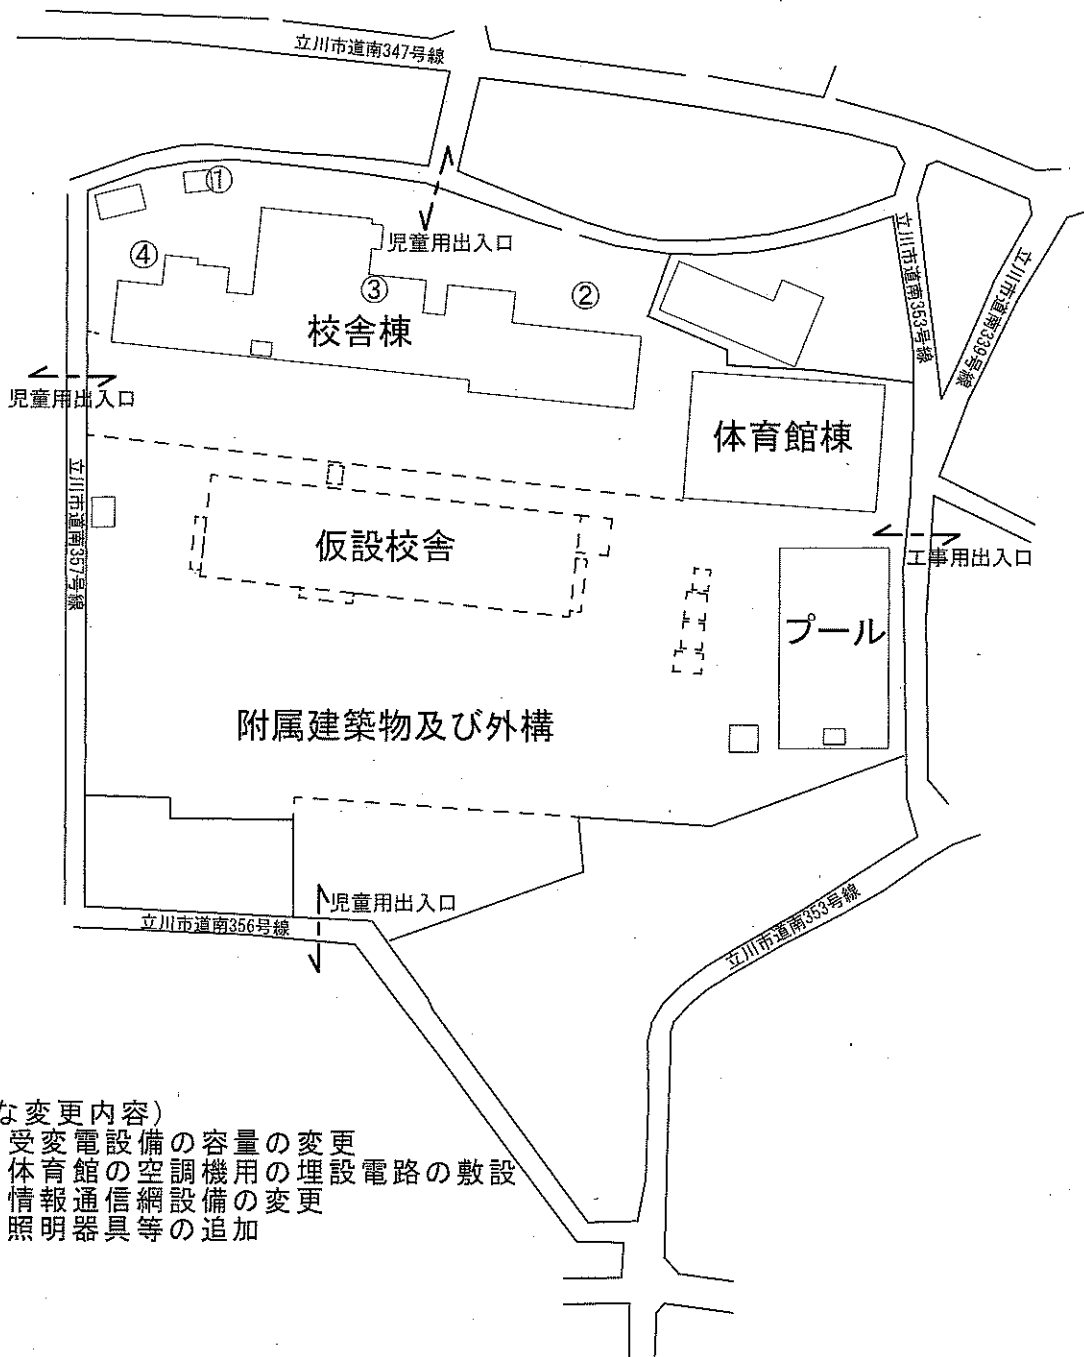 立川市道南347号線
①
児童用出入口
④
③
②
校舎棟
立川市道南353号線
立川市道南339号線
児童用出入口
体育館棟
立川市道南357号線
仮設校舎
工事用出入口
プール
附属建築物及び外構
児童用出入口
立川市道南356号線
立川市道南353号線
な変更内容)
受変電設備の容量の変更
体育館の空調機用の埋設電路の敷設
情報通信網設備の変更
照明器具等の追加